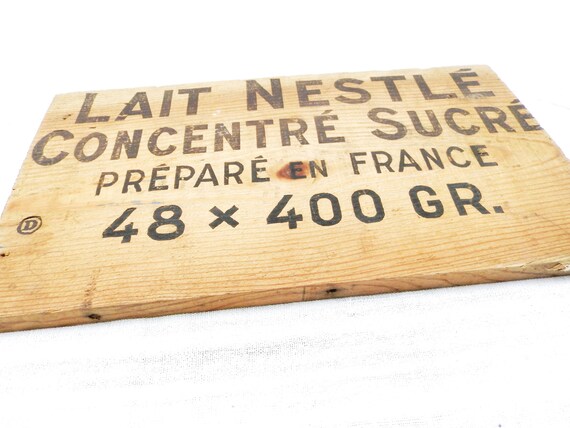 LAIT NESTLÉ
CONCENTRÉ SUCRÉ
PRÉPARÉ EN FRANCE
48 × 400 GR.
D